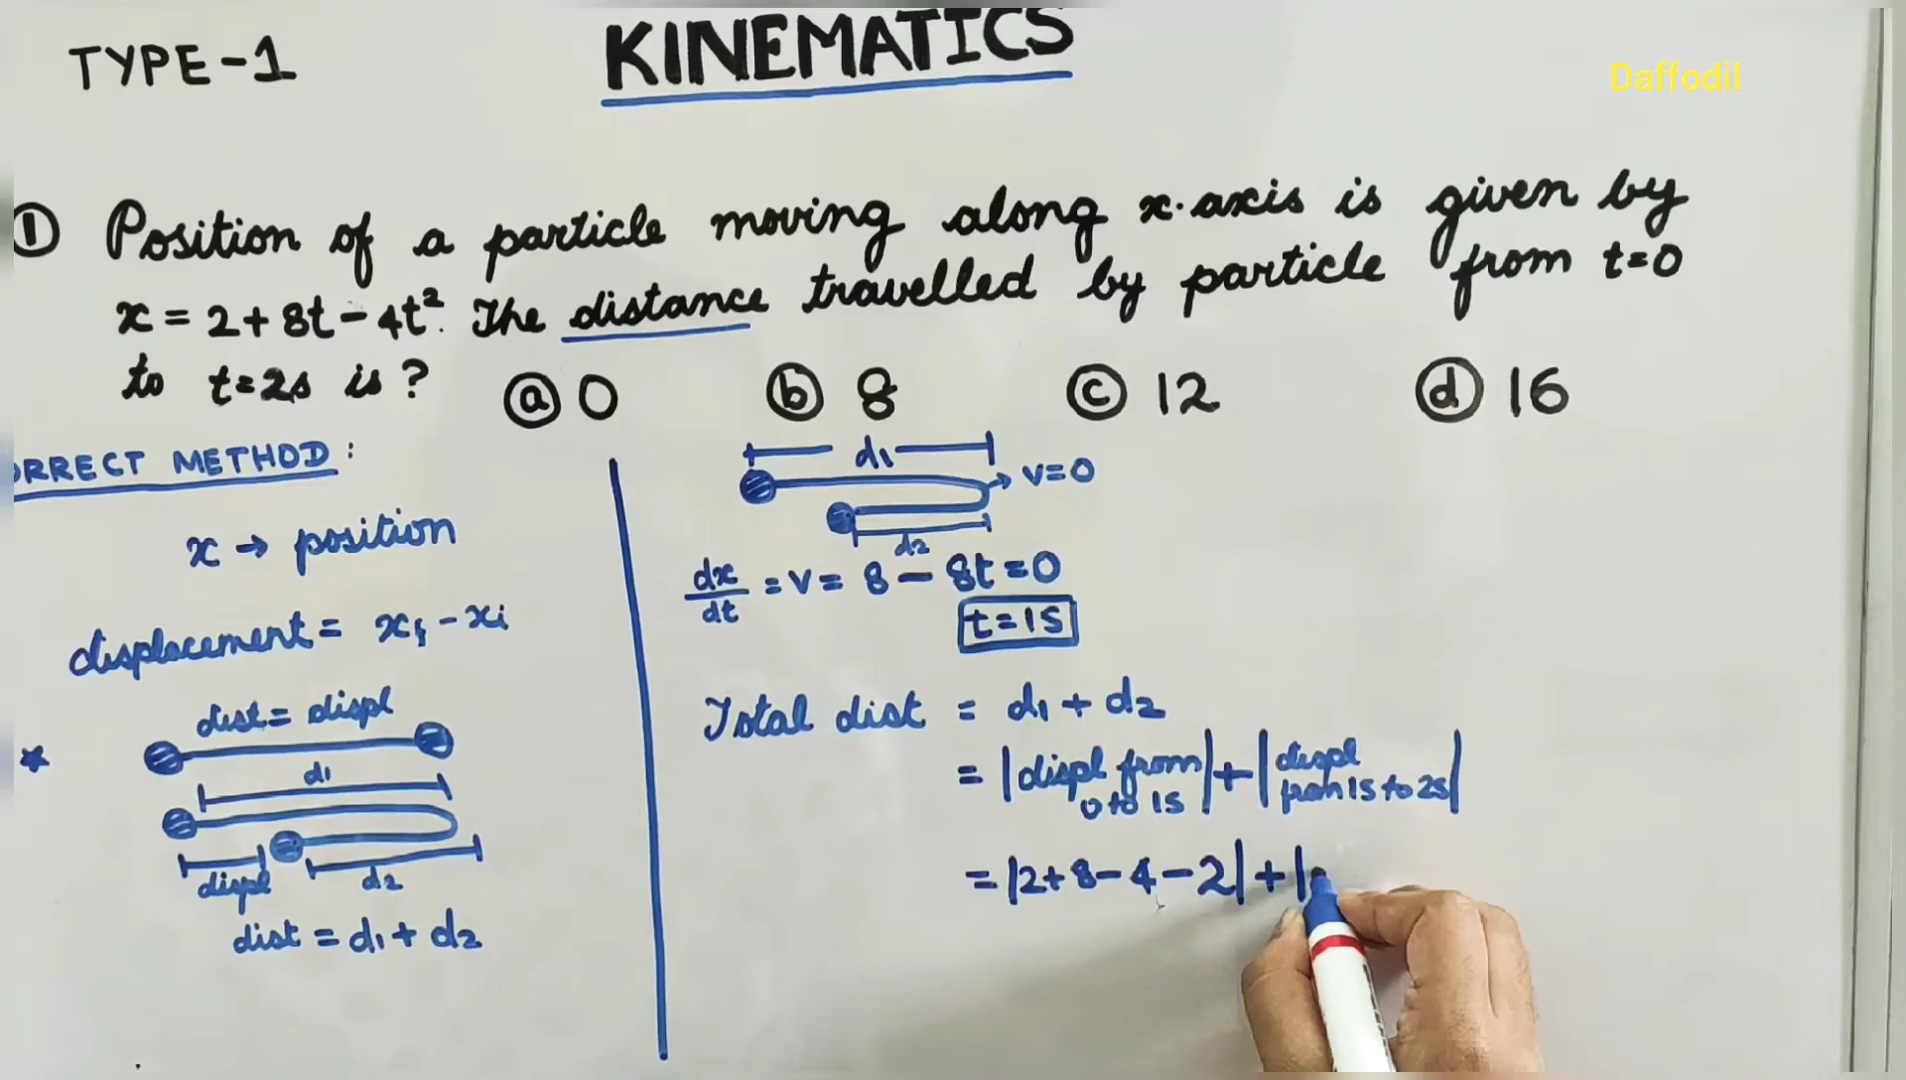 TYPE-1
KINEMATICS
Daffodil
① Position of a particle moving along x-axis is given by
x = 2 + 8t - 4t². The distance travelled by particle from t=0
to t=2s is ?
ⓐ 0 ⓑ 8 ⓒ 12 ⓓ 16
ORRECT METHOD :
x → position
displacement = xf - xi
dist = displ
★
d1
displ
d2
dist = d1 + d2
d1
→ v=0
d2
dx/dt = v = 8 - 8t = 0
t = 1s
Total dist = d1 + d2
= |displ from 0 to 1s| + |displ from 1s to 2s|
= |2+8-4-2| + |